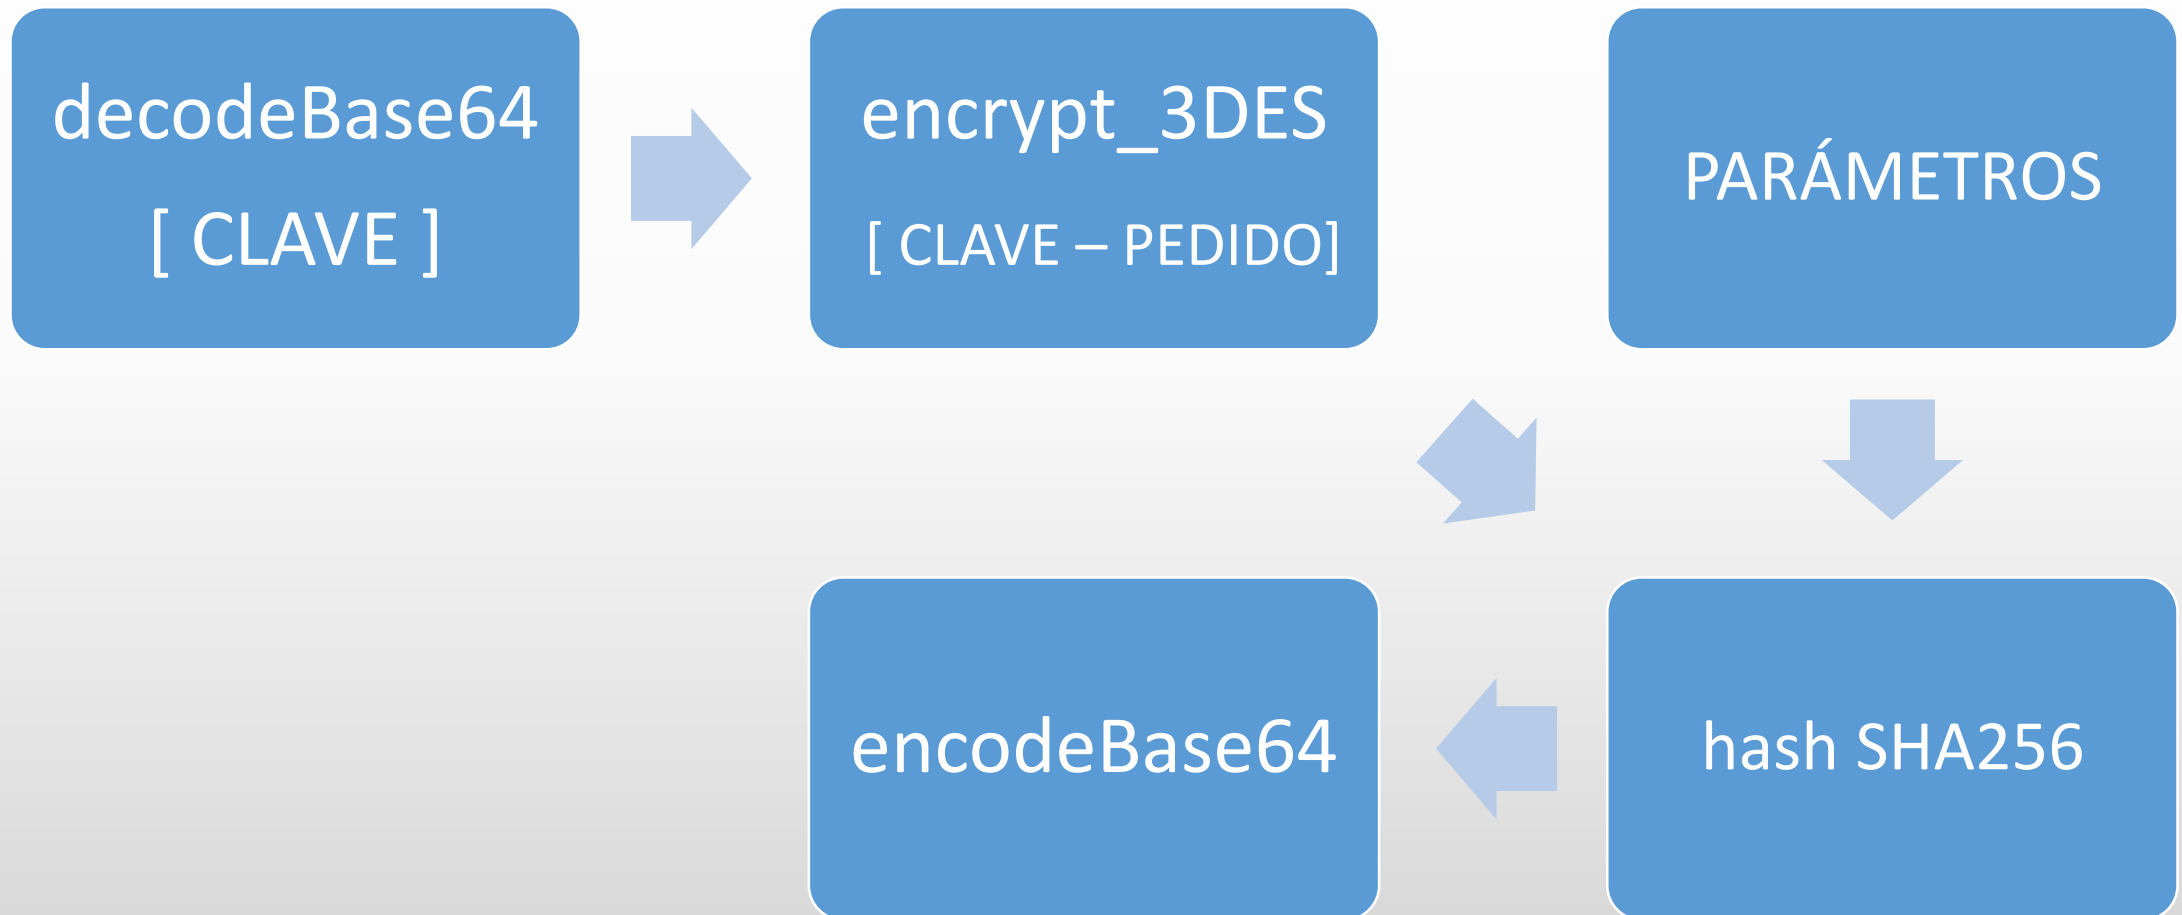 decodeBase64
[ CLAVE ]
encrypt_3DES
[ CLAVE – PEDIDO]
PARÁMETROS
encodeBase64
hash SHA256